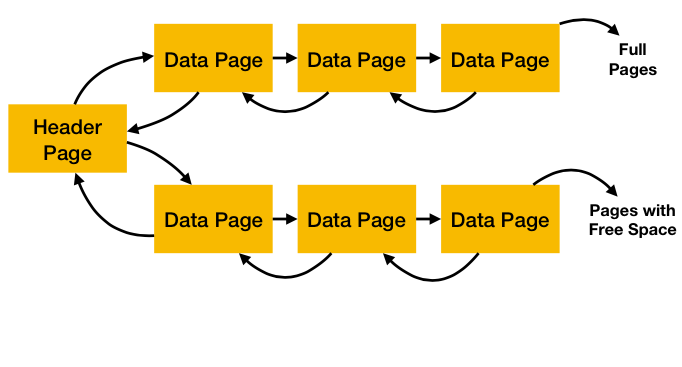 Data Page
Data Page
Data Page
Full
Pages
Header
Page
Data Page
Data Page
Data Page
Pages with
Free Space